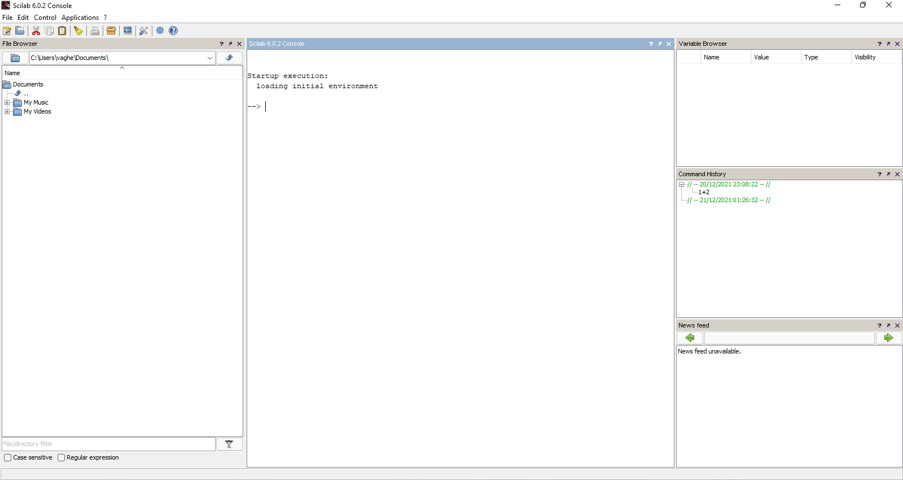 Scilab 6.0.2 Console
File Edit Control Applications ?
File Browser
C:\Users\vaghe\Documents\
Name
Documents
..
My Music
My Videos
File/directory filter
Case sensitive Regular expression
Scilab 6.0.2 Console
Startup execution:
loading initial environment
-->
Variable Browser
Name Value Type Visibility
Command History
// -- 20/12/2021 23:08:22 -- //
1+2
// -- 21/12/2021 01:26:32 -- //
News feed
News feed unavailable.